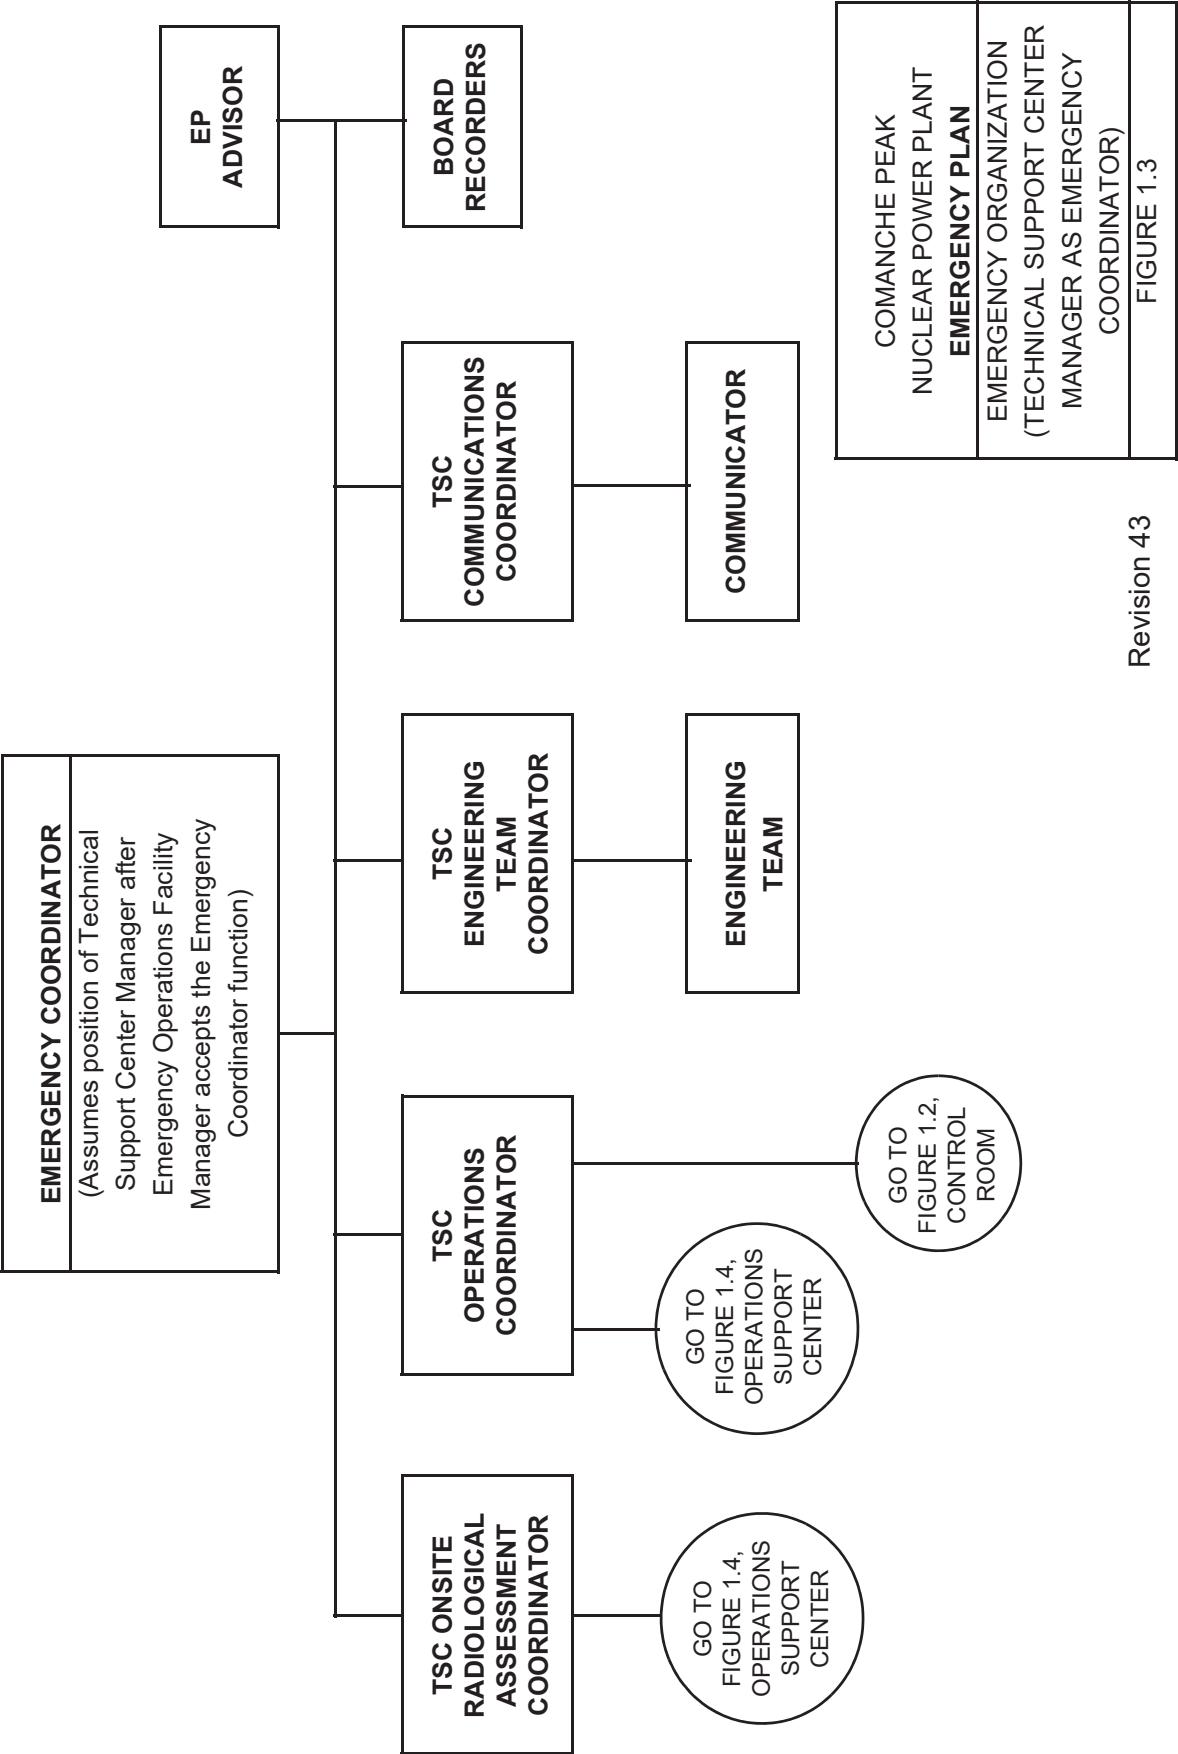 EMERGENCY COORDINATOR
(Assumes position of Technical
Support Center Manager after
Emergency Operations Facility
Manager accepts the Emergency
Coordinator function)
EP
ADVISOR
TSC ONSITE
RADIOLOGICAL
ASSESSMENT
COORDINATOR
TSC
OPERATIONS
COORDINATOR
TSC
ENGINEERING
TEAM
COORDINATOR
TSC
COMMUNICATIONS
COORDINATOR
BOARD
RECORDERS
GO TO
FIGURE 1.4,
OPERATIONS
SUPPORT
CENTER
GO TO
FIGURE 1.4,
OPERATIONS
SUPPORT
CENTER
GO TO
FIGURE 1.2,
CONTROL
ROOM
ENGINEERING
TEAM
COMMUNICATOR
COMANCHE PEAK
NUCLEAR POWER PLANT
EMERGENCY PLAN
EMERGENCY ORGANIZATION
(TECHNICAL SUPPORT CENTER
MANAGER AS EMERGENCY
COORDINATOR)
FIGURE 1.3
Revision 43